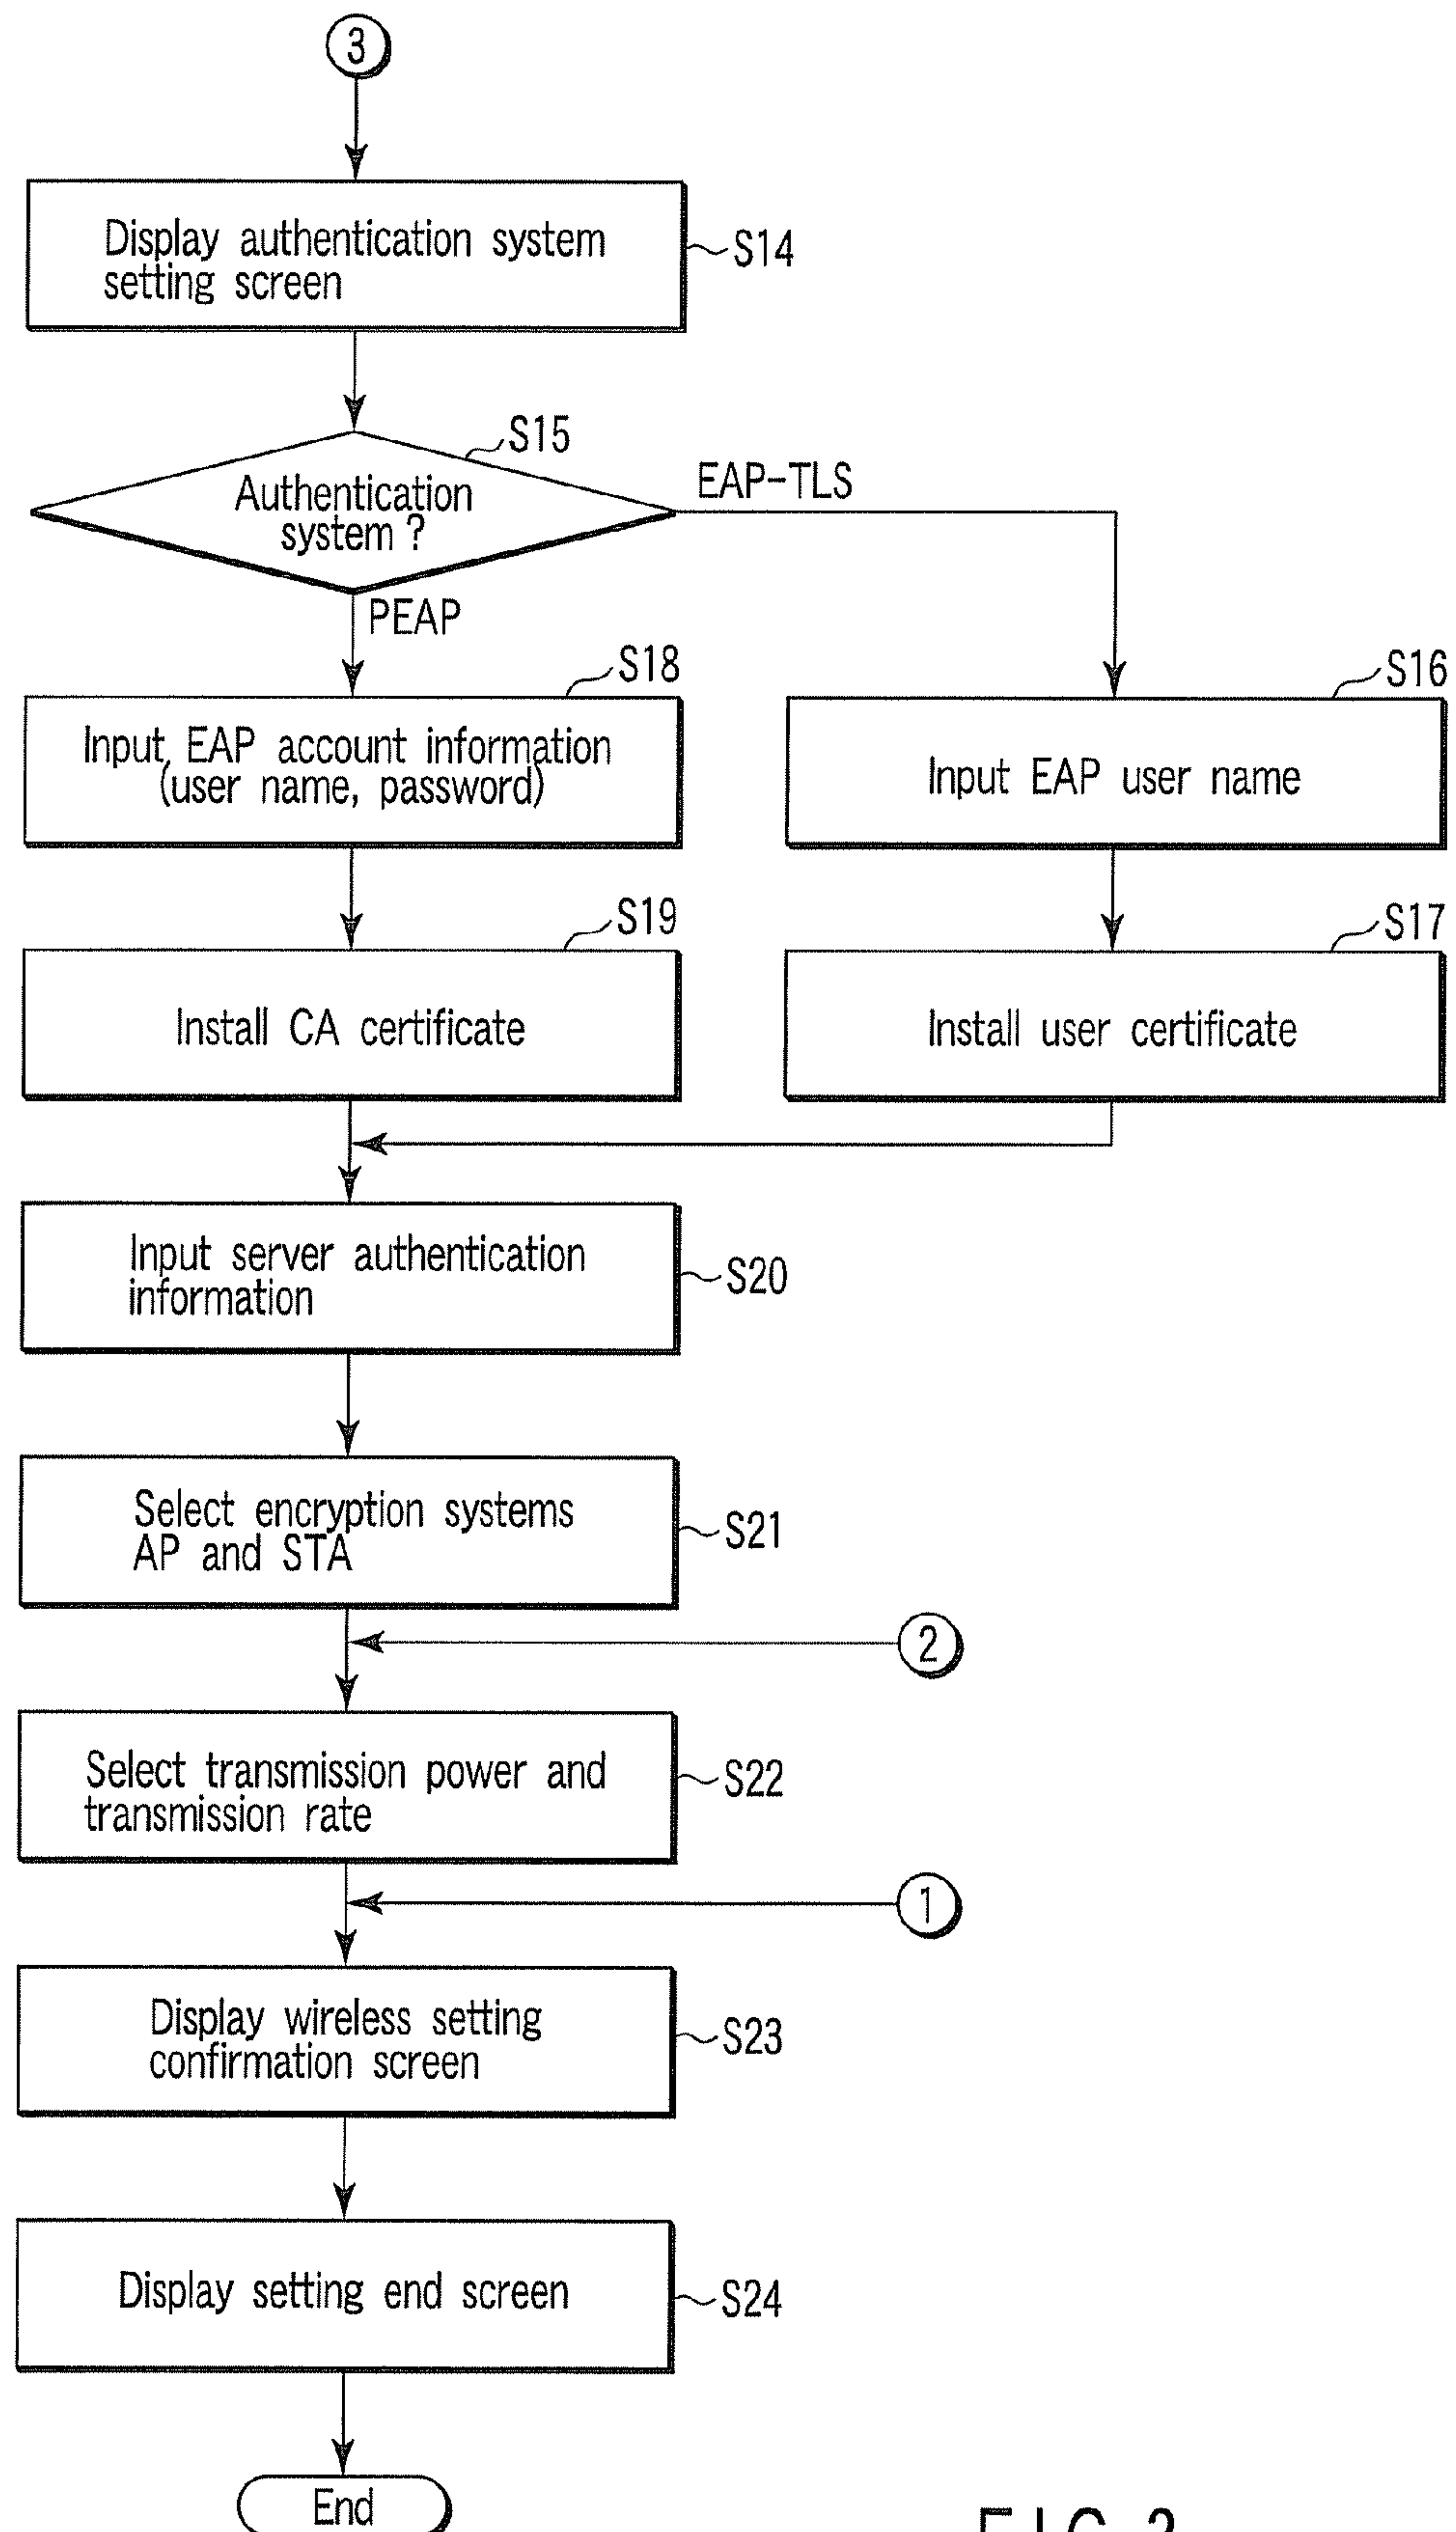 3
Display authentication system
setting screen
S14
S15
Authentication
system ?
EAP-TLS
PEAP
S18
Input EAP account information
(user name, password)
S16
Input EAP user name
S19
Install CA certificate
S17
Install user certificate
Input server authentication
information
S20
Select encryption systems
AP and STA
S21
2
Select transmission power and
transmission rate
S22
1
Display wireless setting
confirmation screen
S23
Display setting end screen
S24
End